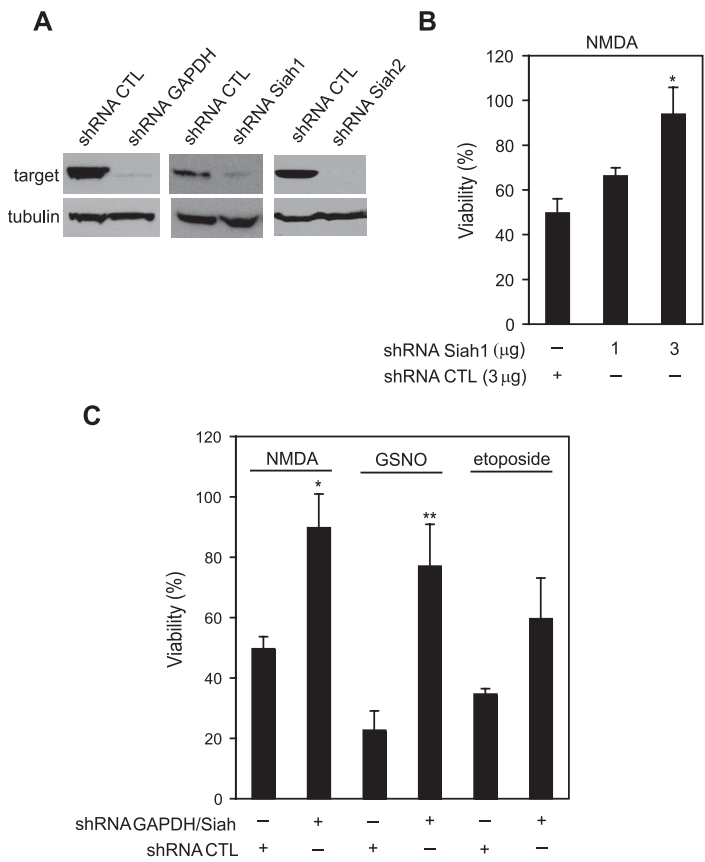 A
shRNA CTL
shRNA GAPDH
shRNA CTL
shRNA Siah1
shRNA CTL
shRNA Siah2
target
tubulin
B
NMDA
120
100
80
60
40
20
0
Viability (%)
*
shRNA Siah1 (μg) – 1 3
shRNA CTL (3 μg) + – –
C
120
100
80
60
40
20
0
Viability (%)
NMDA GSNO etoposide
* **
shRNA GAPDH/Siah – + – + – +
shRNA CTL + – + – + –